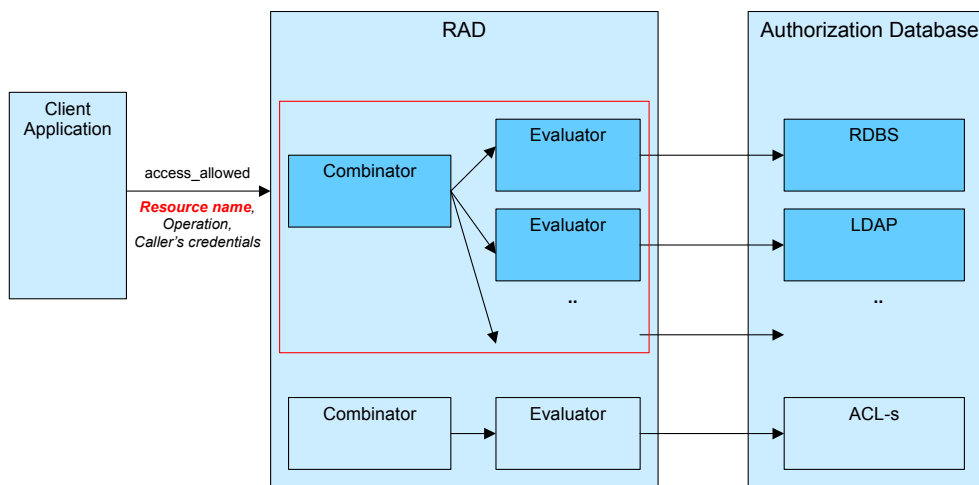 RAD
Authorization Database
Client
Application
access_allowed
Resource name,
Operation,
Caller's credentials
Combinator
Evaluator
RDBS
Evaluator
LDAP
..
..
Combinator
Evaluator
ACL-s